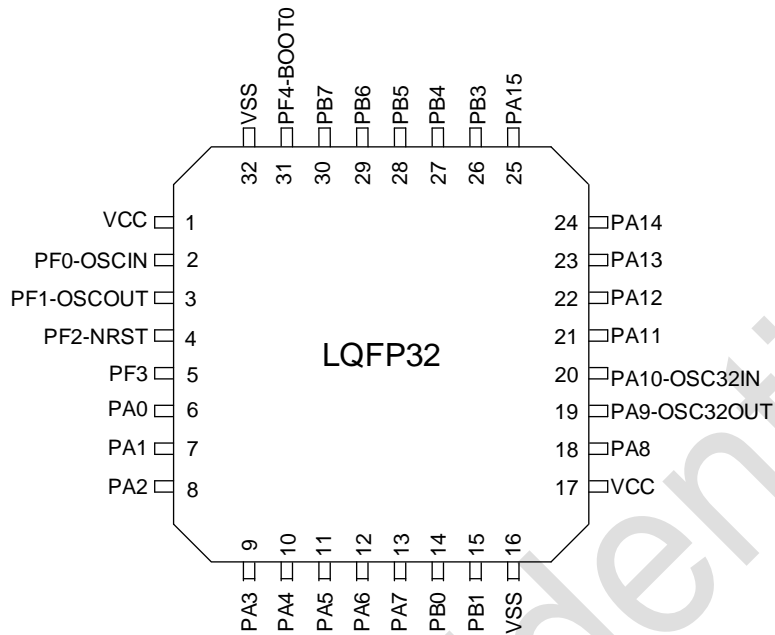 VSS
PF4-BOOT0
PB7
PB6
PB5
PB4
PB3
PA15
32
31
30
29
28
27
26
25
VCC 1
PF0-OSCIN 2
PF1-OSCOUT 3
PF2-NRST 4
PF3 5
PA0 6
PA1 7
PA2 8
LQFP32
24 PA14
23 PA13
22 PA12
21 PA11
20 PA10-OSC32IN
19 PA9-OSC32OUT
18 PA8
17 VCC
9
10
11
12
13
14
15
16
PA3
PA4
PA5
PA6
PA7
PB0
PB1
VSS